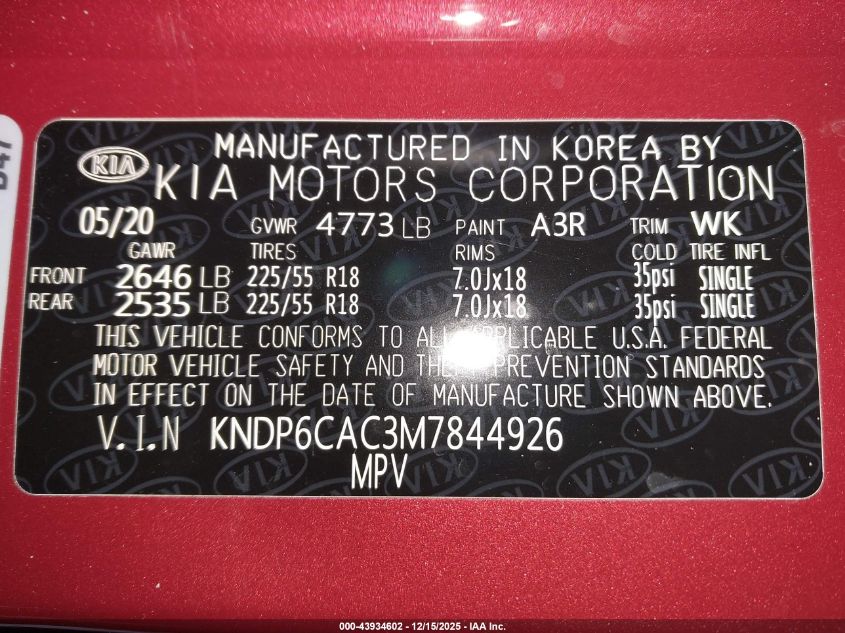 MANUFACTURED IN KOREA BY
KIA KIA MOTORS CORPORATION
05/20 GVWR 4773 LB PAINT A3R TRIM WK
GAWR TIRES RIMS COLD TIRE INFL
FRONT 2646 LB 225/55 R18 7.0Jx18 35psi SINGLE
REAR 2535 LB 225/55 R18 7.0Jx18 35psi SINGLE
THIS VEHICLE CONFORMS TO ALL APPLICABLE U.S.A. FEDERAL
MOTOR VEHICLE SAFETY AND THEFT PREVENTION STANDARDS
IN EFFECT ON THE DATE OF MANUFACTURE SHOWN ABOVE.
V.I.N KNDP6CAC3M7844926
MPV
000-43934602 - 12/15/2025 - IAA Inc.